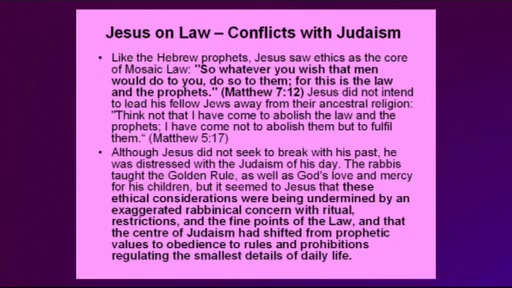 Jesus on Law – Conflicts with Judaism
• Like the Hebrew prophets, Jesus saw ethics as the core
of Mosaic Law: "So whatever you wish that men
would do to you, do so to them; for this is the law
and the prophets." (Matthew 7:12) Jesus did not intend
to lead his fellow Jews away from their ancestral religion:
"Think not that I have come to abolish the law and the
prophets; I have come not to abolish them but to fulfil
them.“ (Matthew 5:17)
• Although Jesus did not seek to break with his past, he
was distressed with the Judaism of his day. The rabbis
taught the Golden Rule, as well as God’s love and mercy
for his children, but it seemed to Jesus that these
ethical considerations were being undermined by an
exaggerated rabbinical concern with ritual,
restrictions, and the fine points of the Law, and that
the centre of Judaism had shifted from prophetic
values to obedience to rules and prohibitions
regulating the smallest details of daily life.